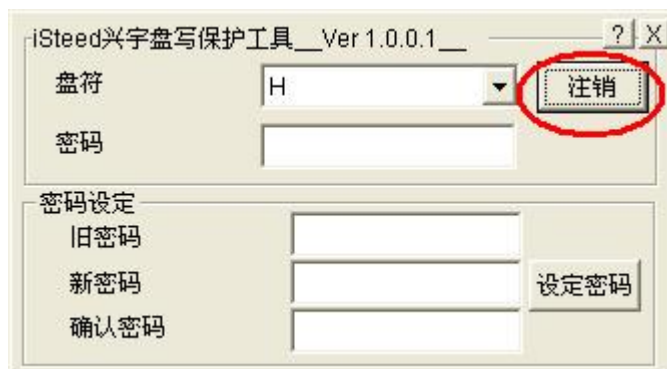 iSteed兴宇盘写保护工具__Ver 1.0.0.1__ ? X
盘符 H 注销
密码
密码设定
旧密码
新密码 设定密码
确认密码